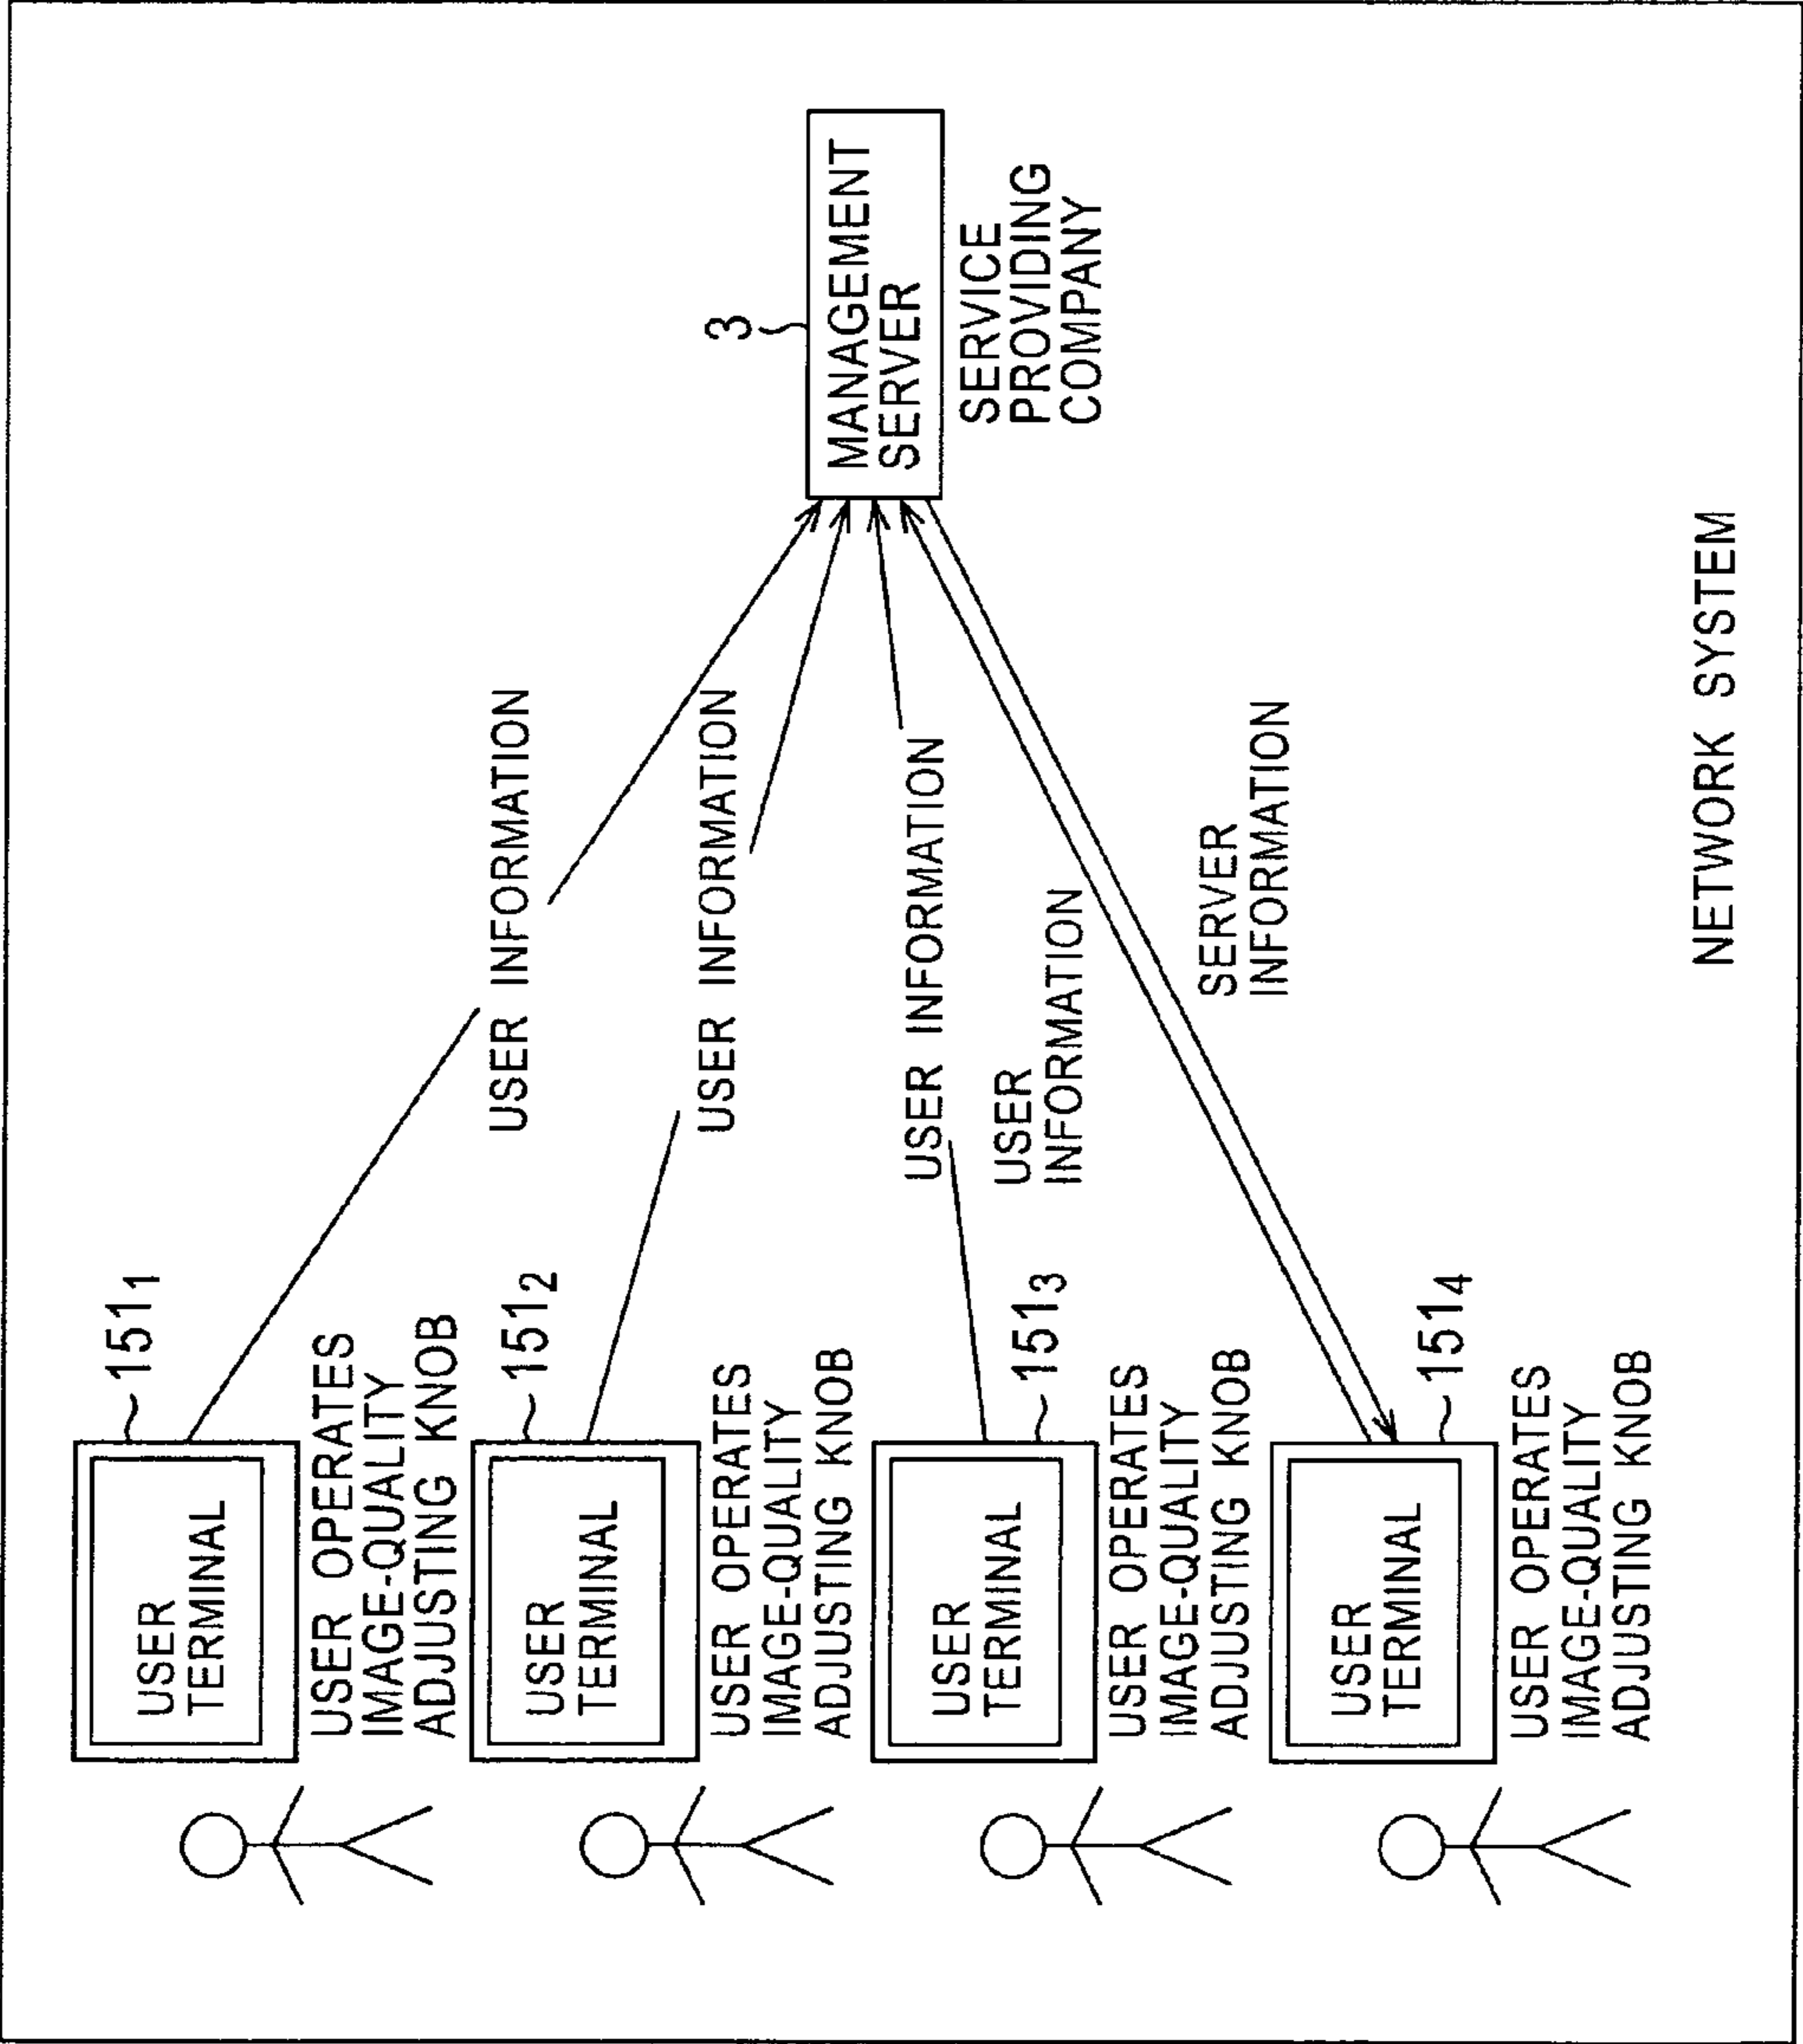 151₁
USER
TERMINAL
USER OPERATES
IMAGE-QUALITY
ADJUSTING KNOB
151₂
USER
TERMINAL
USER OPERATES
IMAGE-QUALITY
ADJUSTING KNOB
151₃
USER
TERMINAL
USER OPERATES
IMAGE-QUALITY
ADJUSTING KNOB
151₄
USER
TERMINAL
USER OPERATES
IMAGE-QUALITY
ADJUSTING KNOB
USER INFORMATION
USER INFORMATION
USER INFORMATION
USER
INFORMATION
SERVER
INFORMATION
3
MANAGEMENT
SERVER
SERVICE
PROVIDING
COMPANY
NETWORK SYSTEM